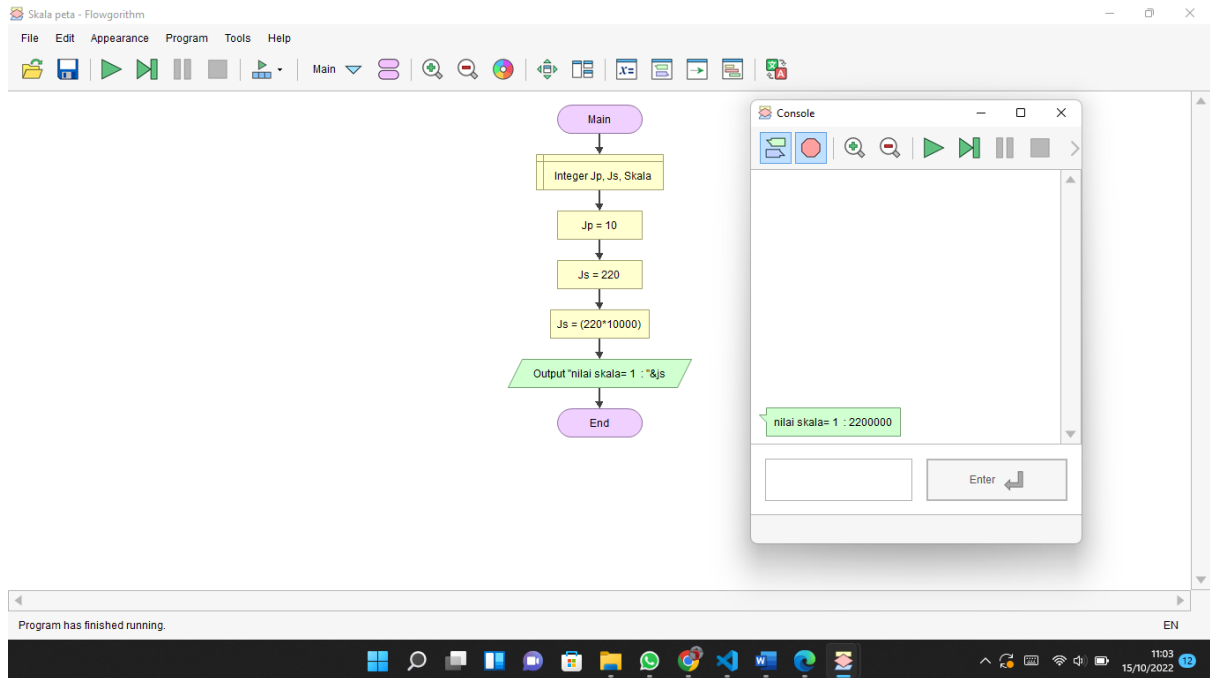 Skala peta - Flowgorithm
File Edit Appearance Program Tools Help
Main
Main
Integer Jp, Js, Skala
Jp = 10
Js = 220
Js = (220*10000)
Output "nilai skala= 1 : "&js
End
Console
nilai skala= 1 : 2200000
Enter
Program has finished running.
EN
11:03
15/10/2022
12